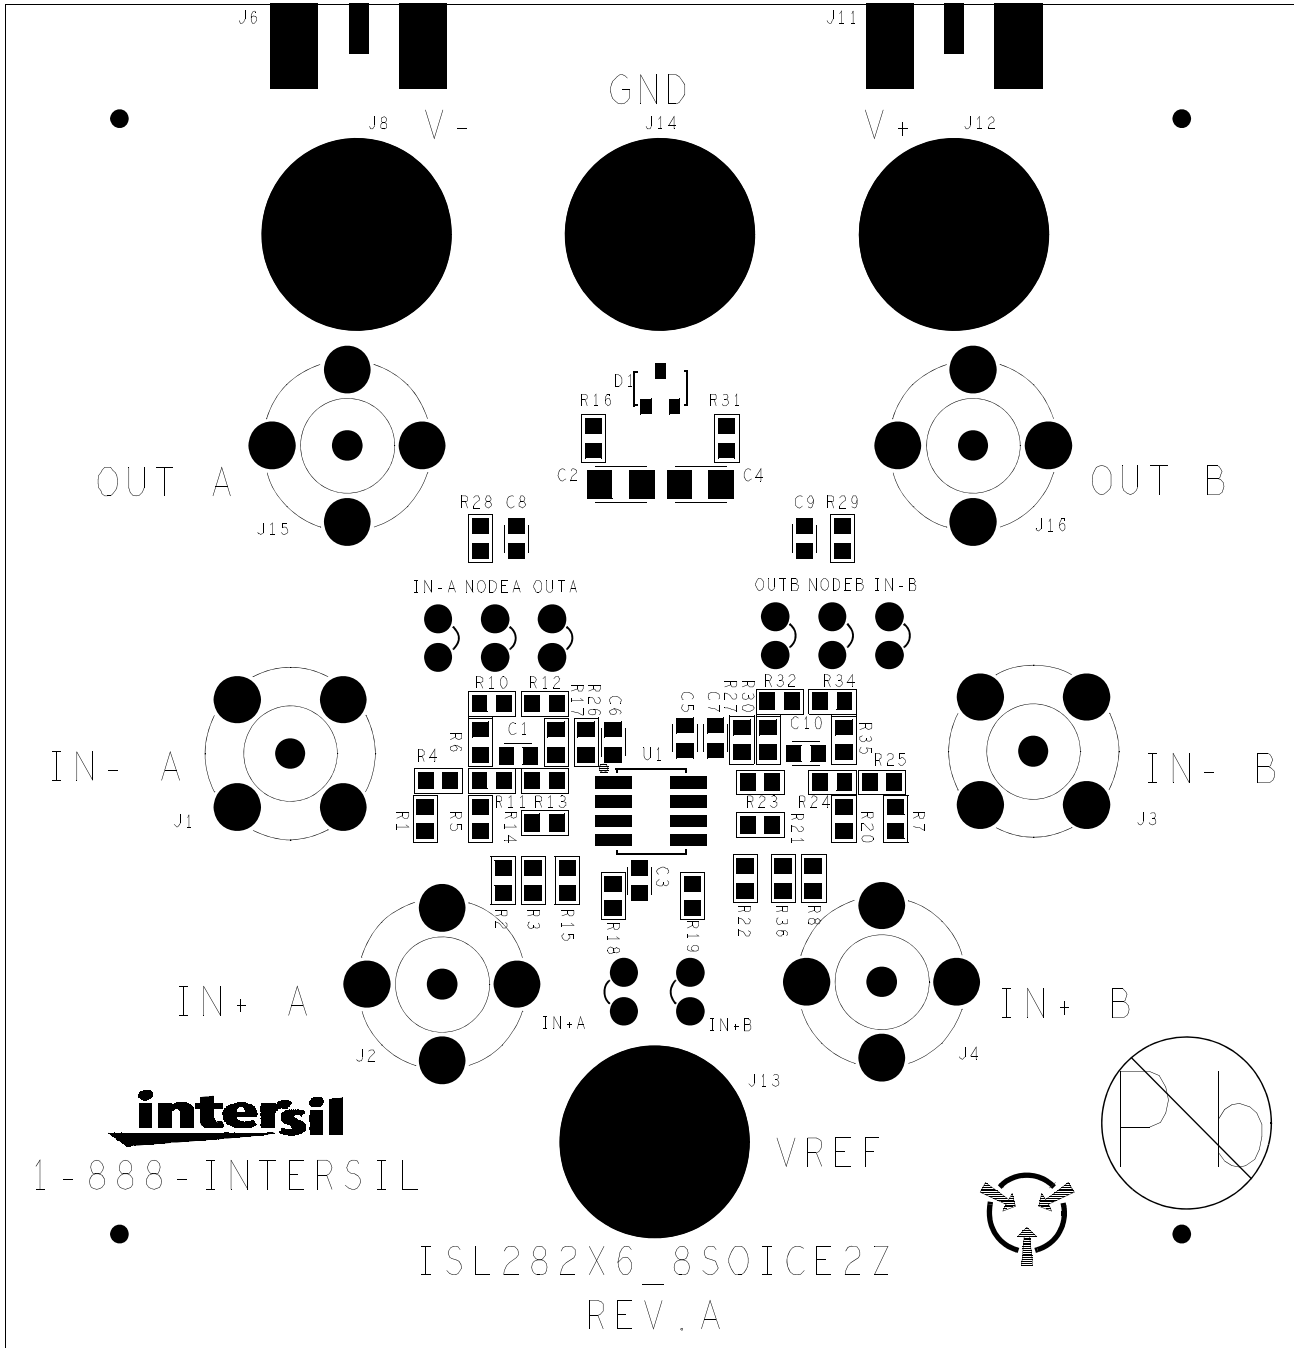 J6
J11
GND
V-
J8
J14
V+
J12
D1
R16
R31
C2
C4
OUT A
OUT B
J15
J16
R28
C8
C9
R29
IN-A NODEA OUTA
OUTB NODEB IN-B
R10
R12
R17
R26
C6
C5
C7
R27
R30
R32
R34
R6
C1
C10
R35
R4
U1
R25
IN- A
IN- B
J1
R1
R5
R11
R14
R13
R23
R21
R24
R20
R7
J3
C3
R2
R3
R15
R18
R19
R22
R36
R8
IN+ A
IN+ B
IN+A
IN+B
J2
J4
J13
Pb
intersil
VREF
1-888-INTERSIL
ISL282X6_8SOICE2Z
REV.A